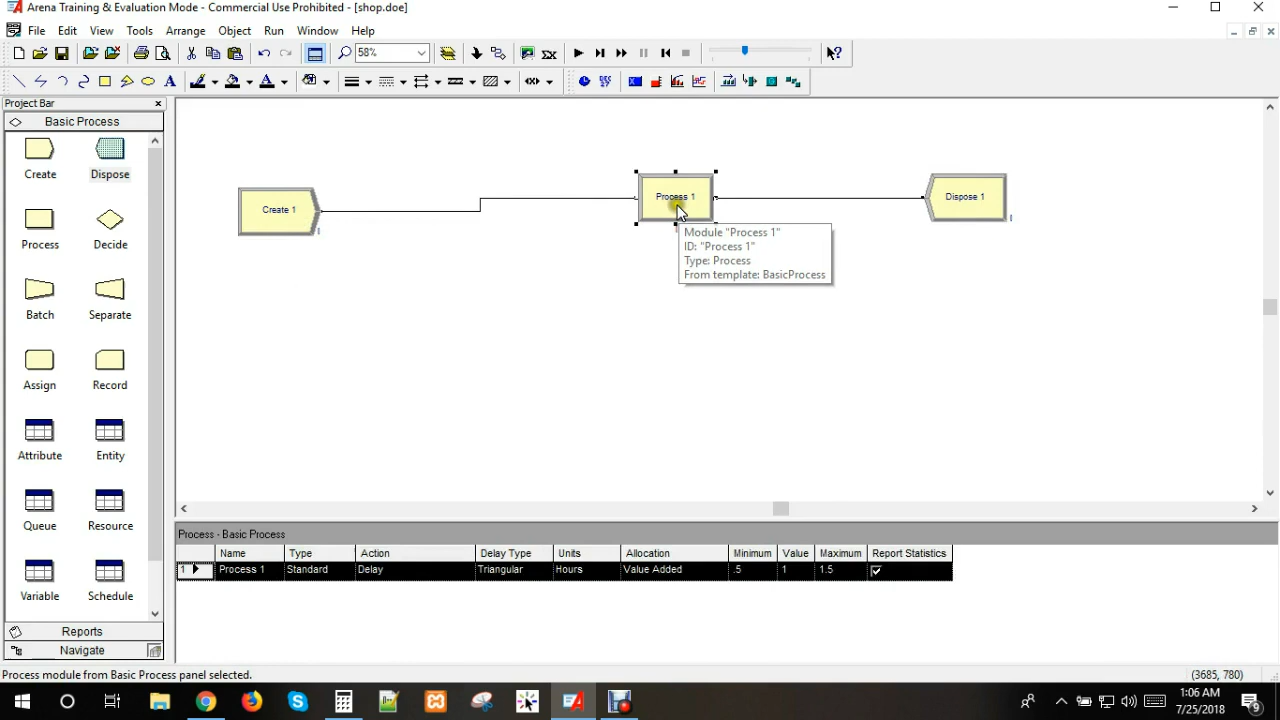 Arena Training & Evaluation Mode - Commercial Use Prohibited - [shop.doe]
File Edit View Tools Arrange Object Run Window Help
58%
Project Bar
Basic Process
Create Dispose
Process Decide
Batch Separate
Assign Record
Attribute Entity
Queue Resource
Variable Schedule
Reports
Navigate
Create 1
Process 1
Dispose 1
Module "Process 1"
ID: "Process 1"
Type: Process
From template: BasicProcess
Process - Basic Process
Name Type Action Delay Type Units Allocation Minimum Value Maximum Report Statistics
1 Process 1 Standard Delay Triangular Hours Value Added .5 1 1.5
Process module from Basic Process panel selected.
(3685, 780)
1:06 AM
7/25/2018
9